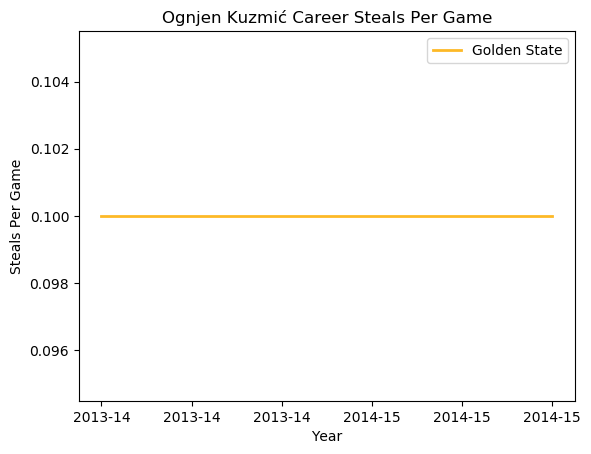 Ognjen Kuzmić Career Steals Per Game
Golden State
0.104
0.102
0.100
0.098
0.096
Steals Per Game
2013-14 2013-14 2013-14 2014-15 2014-15 2014-15
Year